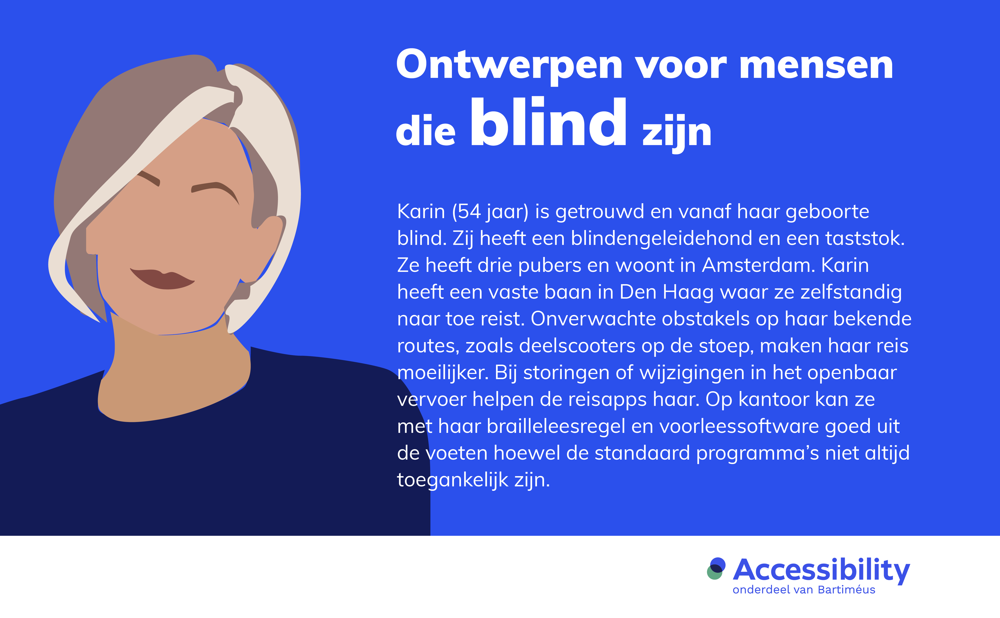 Ontwerpen voor mensen
die blind zijn
Karin (54 jaar) is getrouwd en vanaf haar geboorte
blind. Zij heeft een blindengeleidehond en een taststok.
Ze heeft drie pubers en woont in Amsterdam. Karin
heeft een vaste baan in Den Haag waar ze zelfstandig
naar toe reist. Onverwachte obstakels op haar bekende
routes, zoals deelscooters op de stoep, maken haar reis
moeilijker. Bij storingen of wijzigingen in het openbaar
vervoer helpen de reisapps haar. Op kantoor kan ze
met haar brailleleesregel en voorleessoftware goed uit
de voeten hoewel de standaard programma’s niet altijd
toegankelijk zijn.
Accessibility
onderdeel van Bartiméus